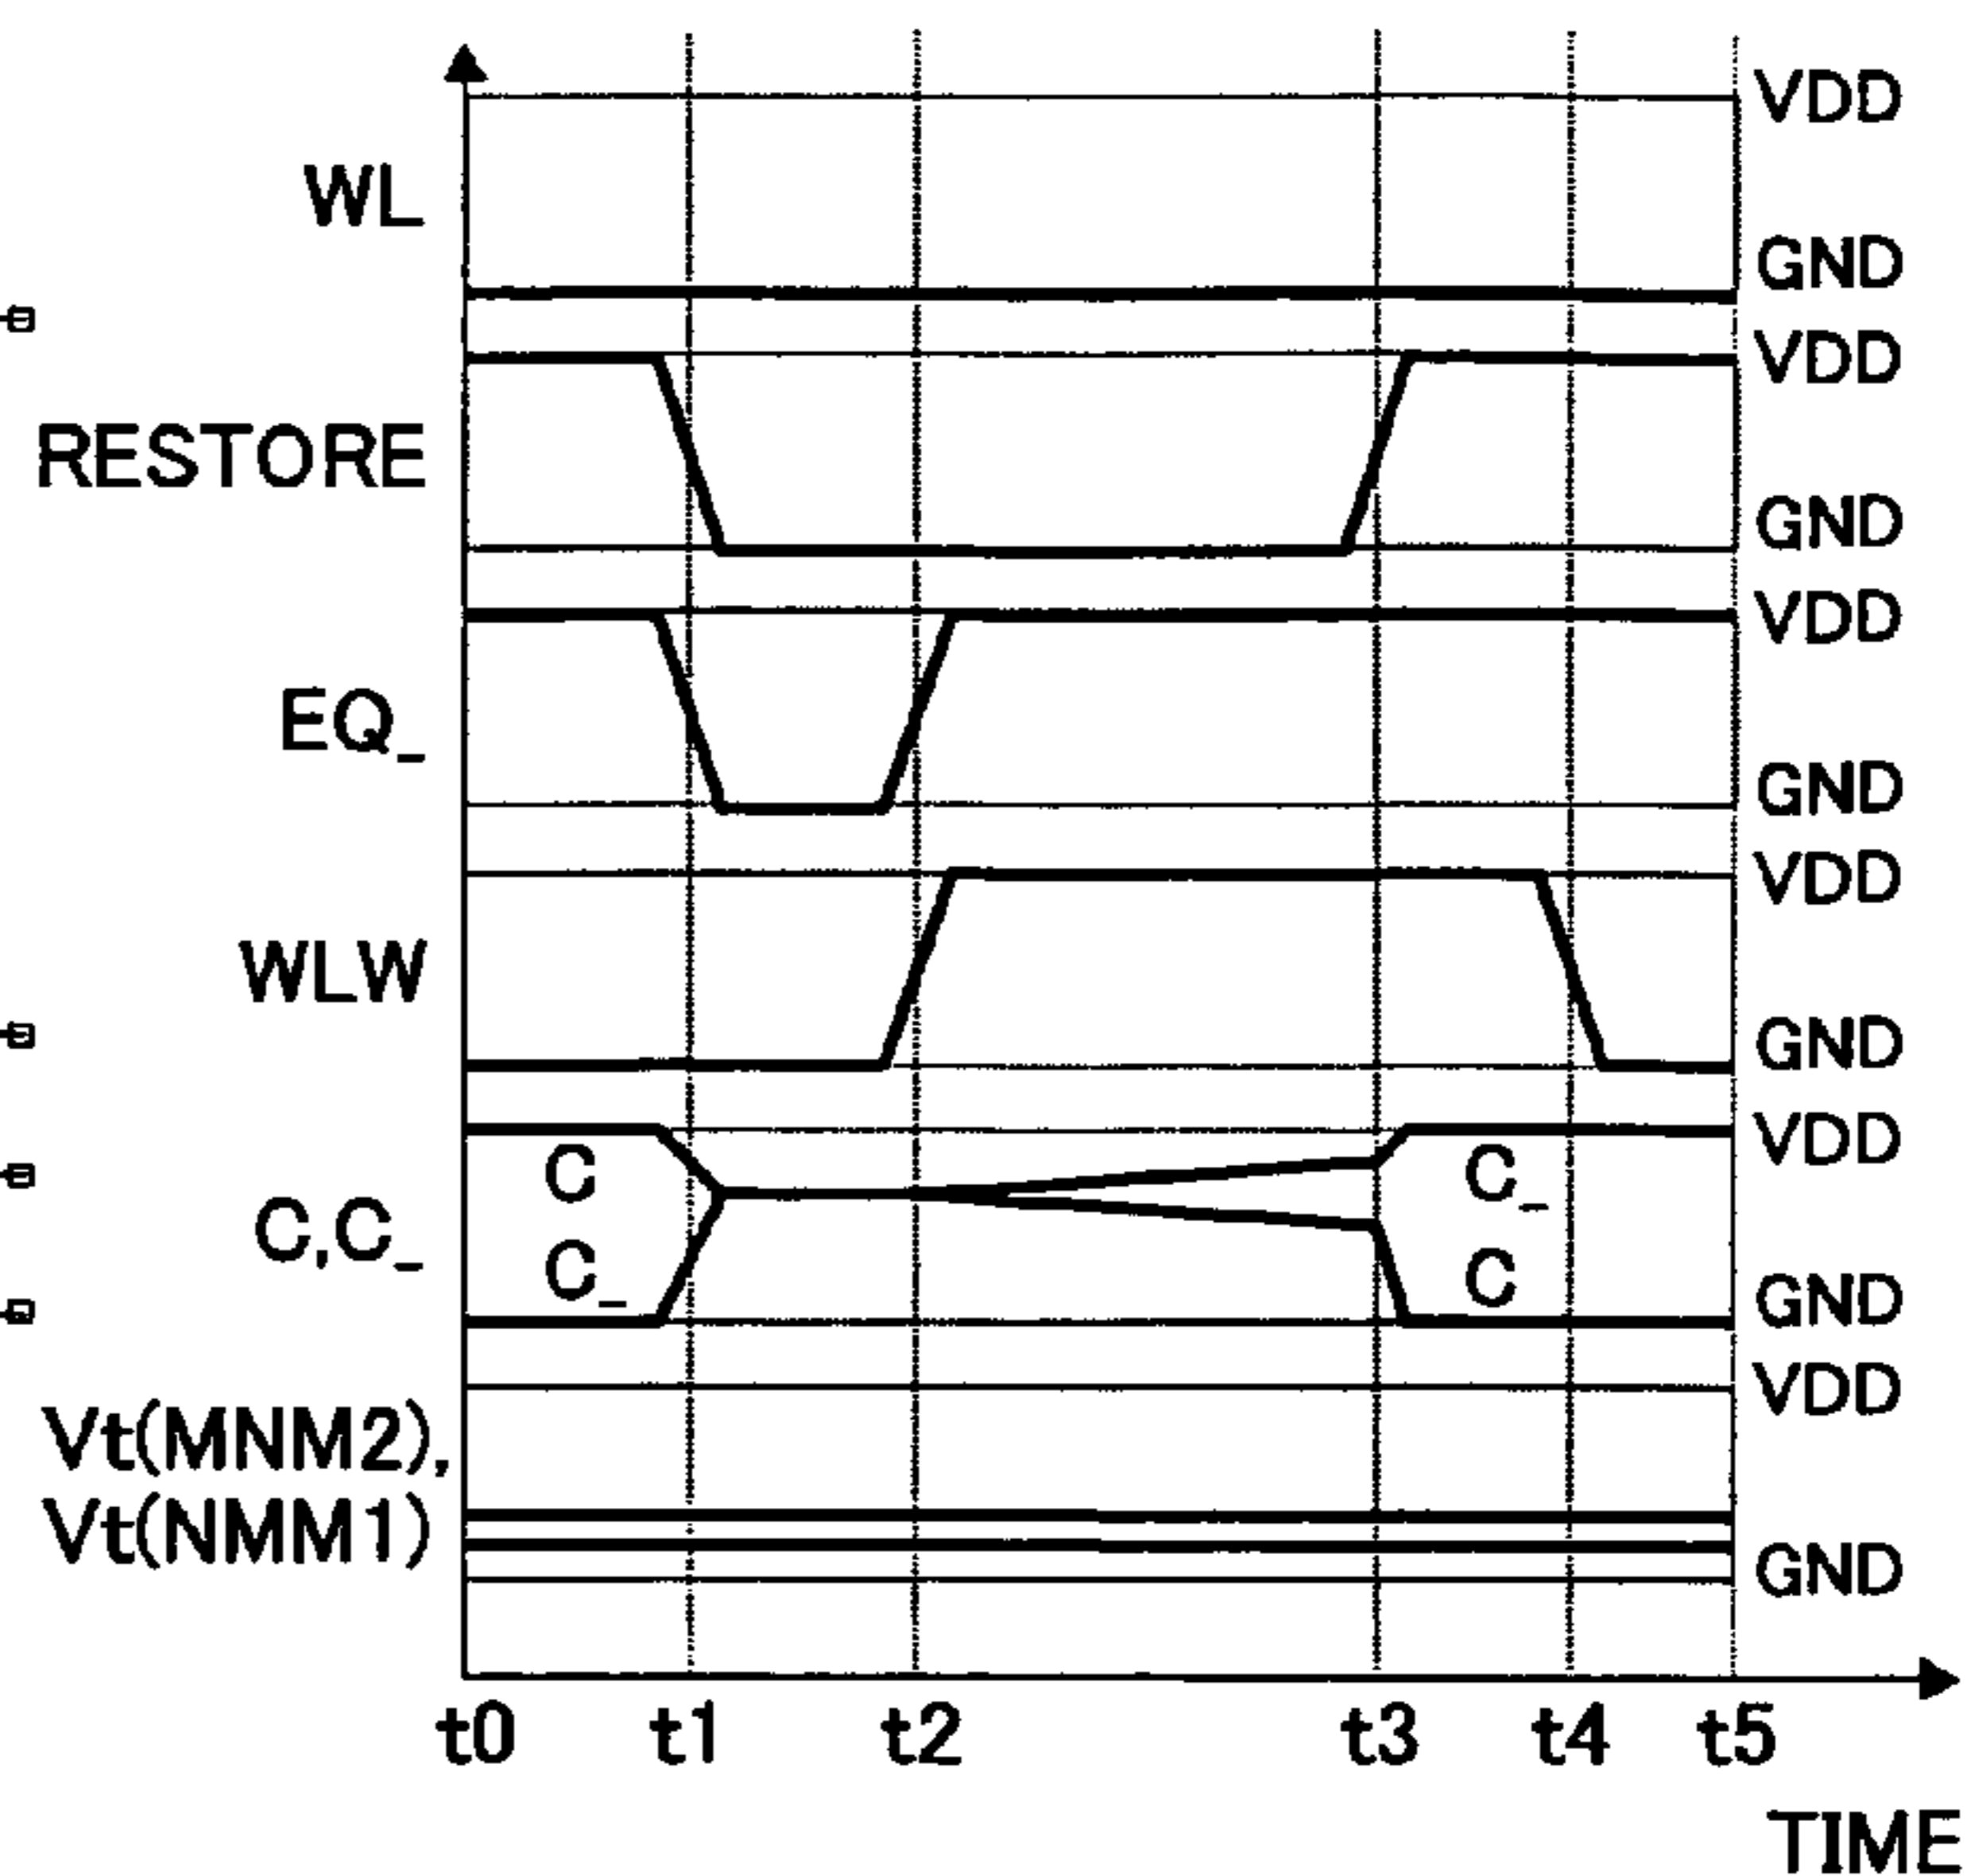 VDD
WL
GND
VDD
RESTORE
GND
VDD
EQ_
GND
VDD
WLW
GND
VDD
C C_
C,C_
C_ C
GND
VDD
Vt(MNM2),
Vt(NMM1)
GND
t0 t1 t2 t3 t4 t5
TIME